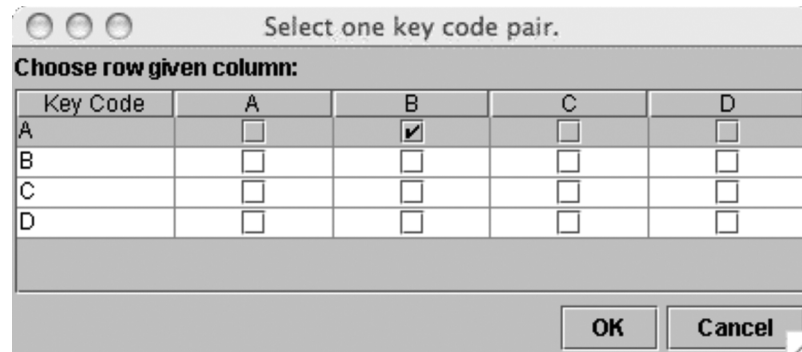 Select one key code pair.
Choose row given column:
Key Code A B C D
A
B
C
D
OK Cancel